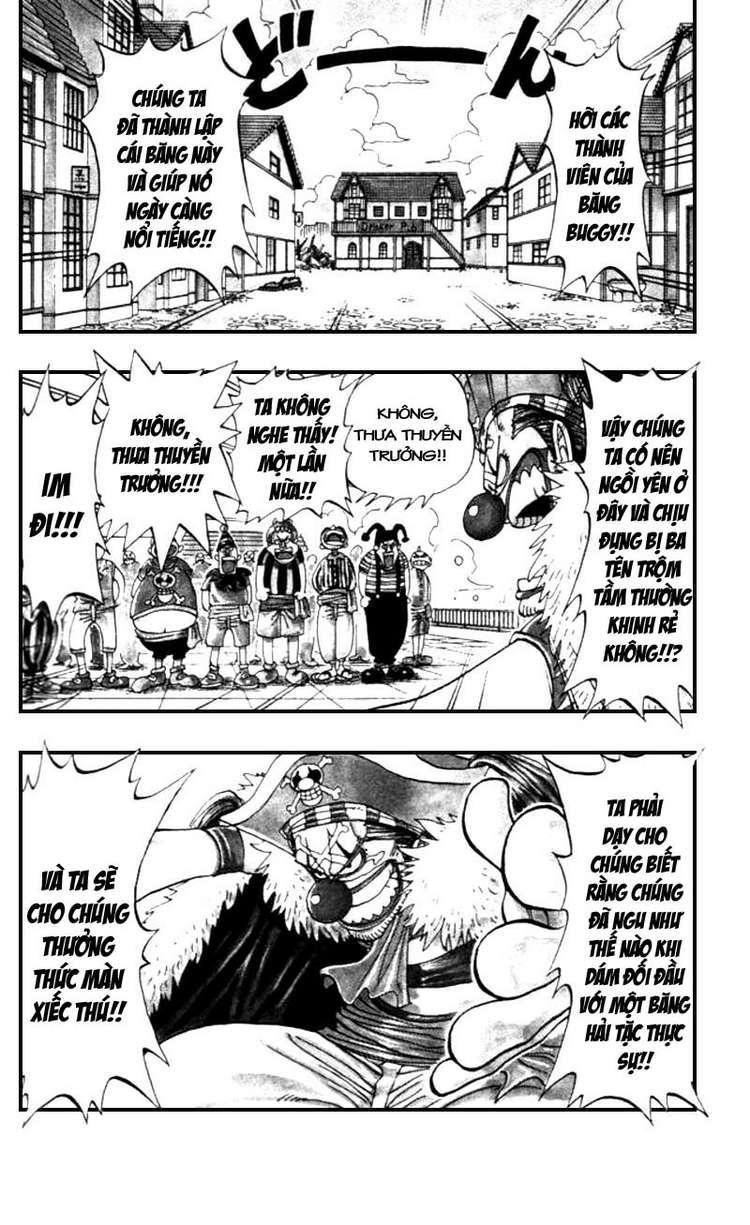 どーん
HỠI CÁC
THÀNH
VIÊN CỦA
BĂNG
BUGGY!!
CHÚNG TA
ĐÃ THÀNH LẬP
CÁI BĂNG NÀY
VÀ GIÚP NÓ
NGÀY CÀNG
NỔI TIẾNG!!
VẬY CHÚNG
TA CÓ NÊN
NGỒI YÊN Ở
ĐÂY VÀ CHỊU
ĐỰNG BỊ BA
TÊN TRỘM
TẦM THƯỜNG
KHINH RẺ
KHÔNG!!?
KHÔNG,
THƯA THUYỀN
TRƯỞNG!!
TA KHÔNG
NGHE THẤY!
MỘT LẦN
NỮA!!
KHÔNG,
THƯA THUYỀN
TRƯỞNG!!!
IM
ĐI!!!
TA PHẢI
DẠY CHO
CHÚNG BIẾT
RẰNG CHÚNG
ĐÃ NGU NHƯ
THẾ NÀO KHI
DÁM ĐỐI ĐẦU
VỚI MỘT BĂNG
HẢI TẶC THỰC
SỰ!!
VÀ TA SẼ
CHO CHÚNG
THƯỞNG
THỨC MÀN
XIẾC THÚ!!